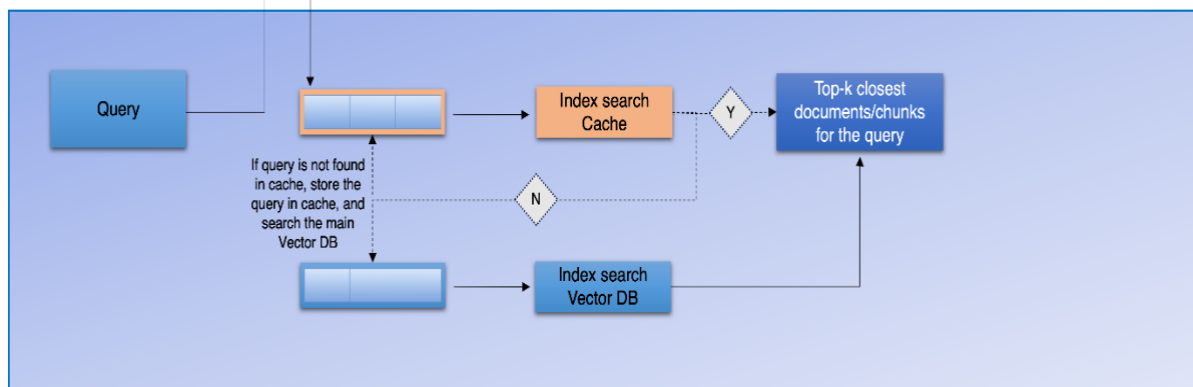 Query
Index search
Cache
Y
Top-k closest
documents/chunks
for the query
If query is not found
in cache, store the
query in cache, and
search the main
Vector DB
N
Index search
Vector DB